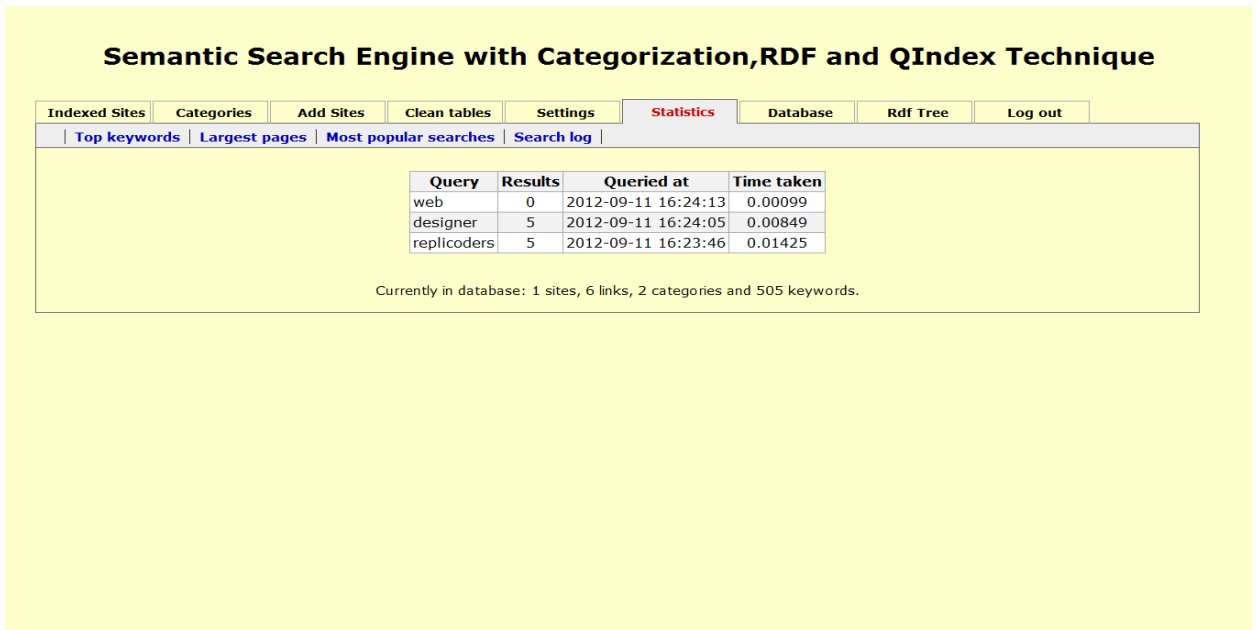 Semantic Search Engine with Categorization,RDF and QIndex Technique
Indexed Sites Categories Add Sites Clean tables Settings Statistics Database Rdf Tree Log out
| Top keywords | Largest pages | Most popular searches | Search log |
Query Results Queried at Time taken
web 0 2012-09-11 16:24:13 0.00099
designer 5 2012-09-11 16:24:05 0.00849
replicoders 5 2012-09-11 16:23:46 0.01425
Currently in database: 1 sites, 6 links, 2 categories and 505 keywords.